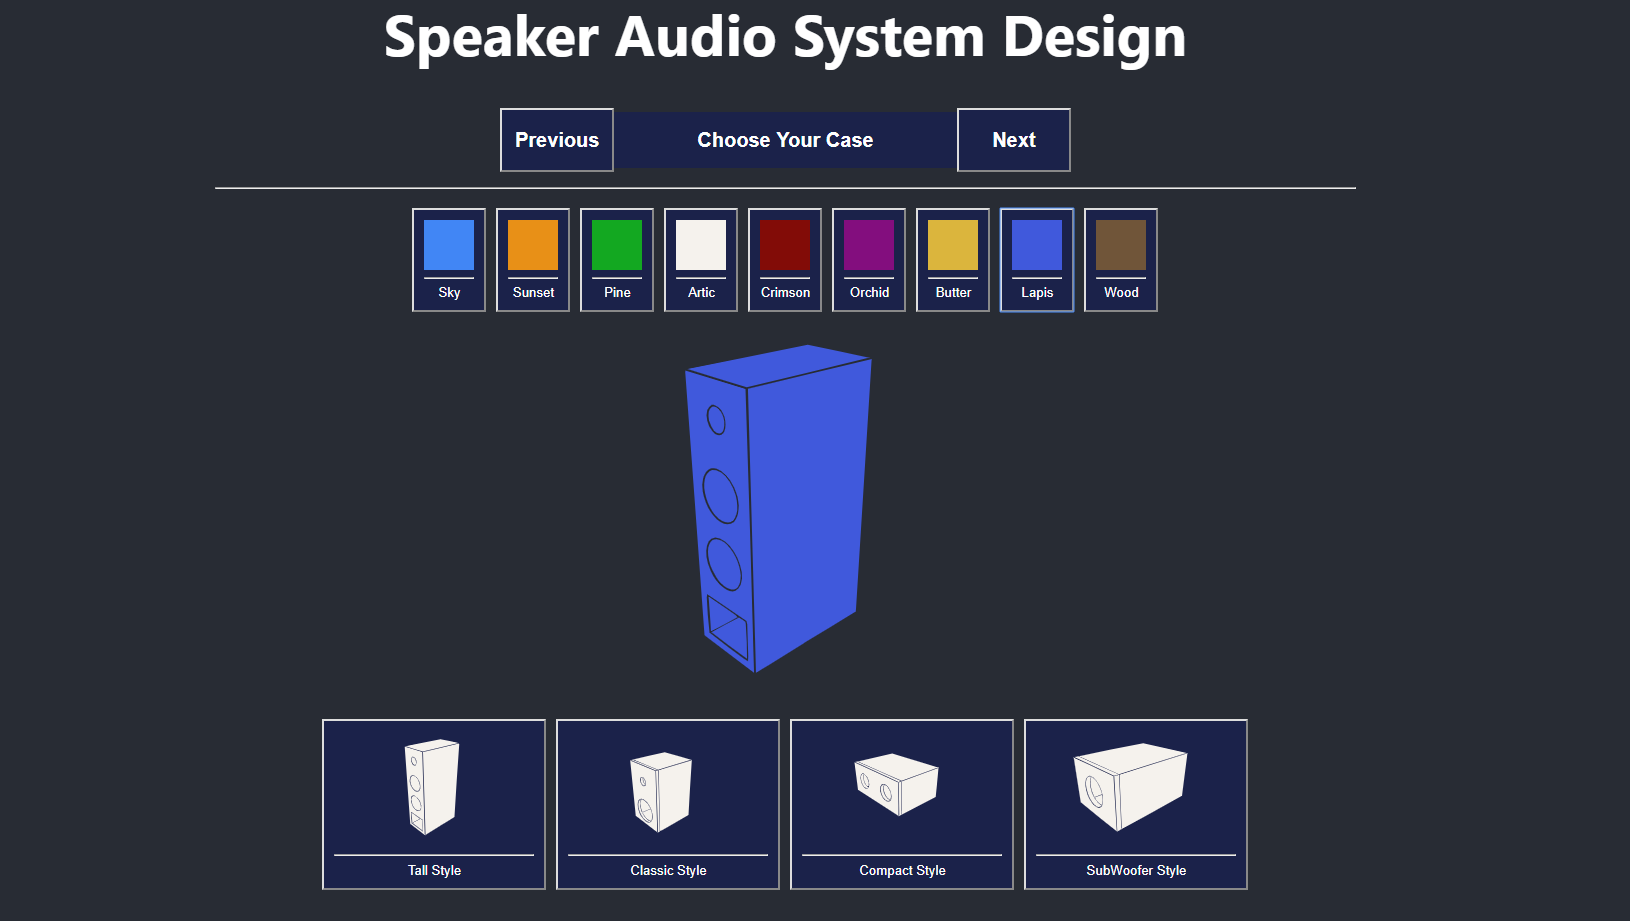 Speaker Audio System Design
Previous Choose Your Case Next
Sky Sunset Pine Artic Crimson Orchid Butter Lapis Wood
Tall Style Classic Style Compact Style SubWoofer Style